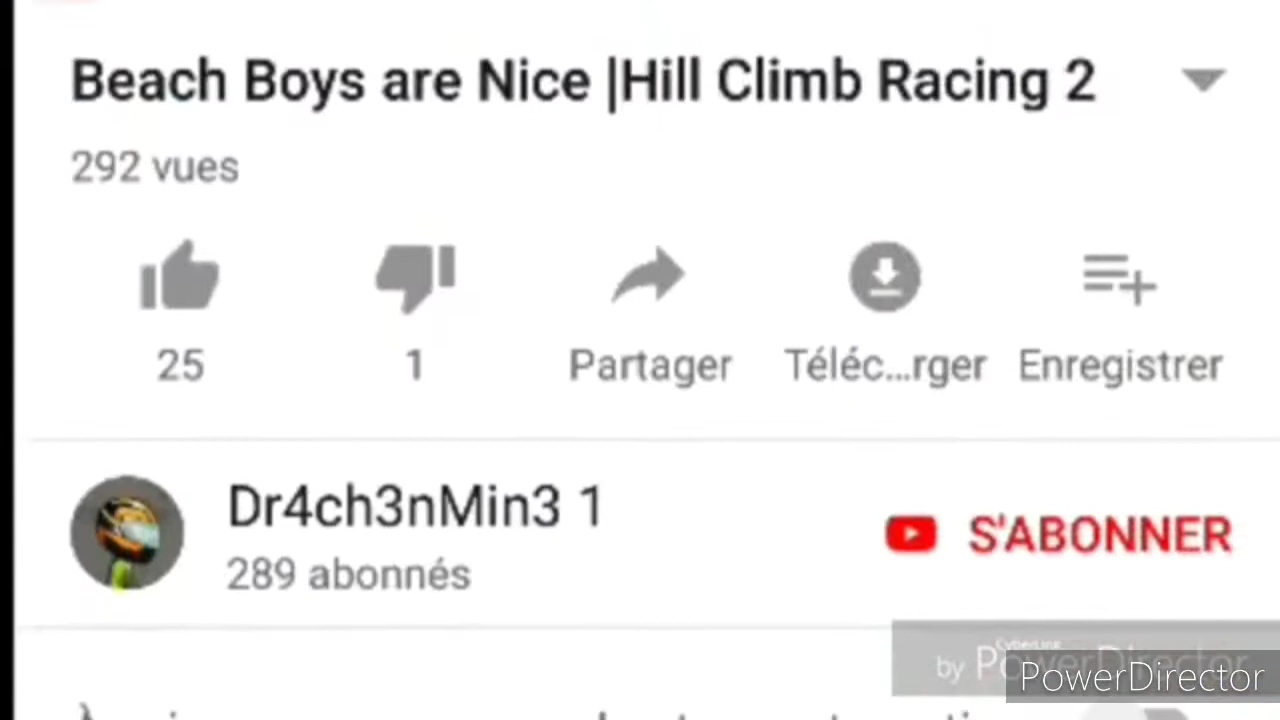 Beach Boys are Nice |Hill Climb Racing 2
292 vues
25
1
Partager
Téléc...rger
Enregistrer
Dr4ch3nMin3 1
289 abonnés
S'ABONNER
CyberLink
by PowerDirector
PowerDirector